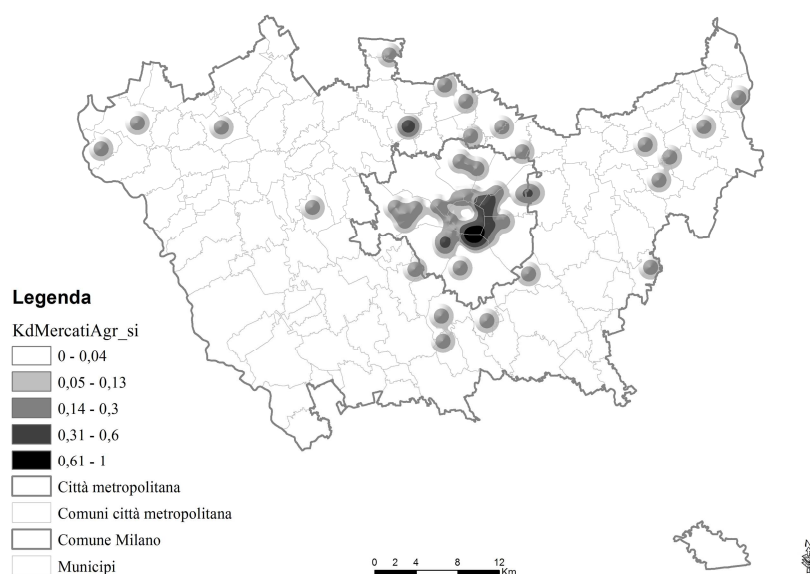 Legenda
KdMercatiAgr_si
0 - 0,04
0,05 - 0,13
0,14 - 0,3
0,31 - 0,6
0,61 - 1
Città metropolitana
Comuni città metropolitana
Comune Milano
Municipi
0 2 4 8 12
Km